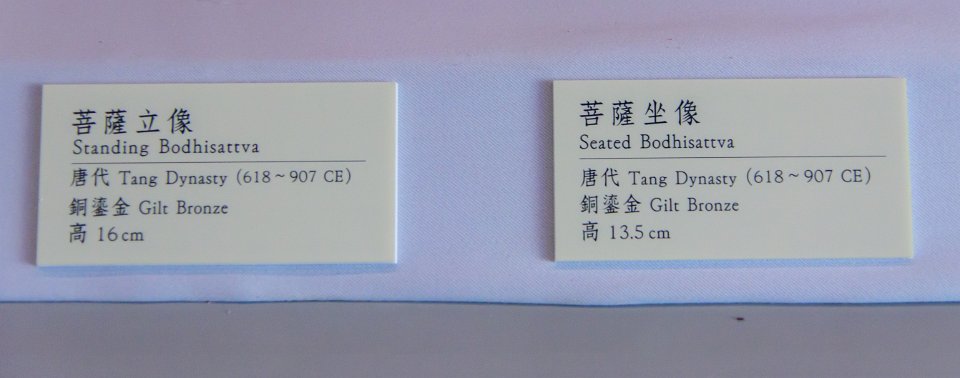 菩薩立像
Standing Bodhisattva
唐代 Tang Dynasty (618～907 CE)
銅鎏金 Gilt Bronze
高 16cm
菩薩坐像
Seated Bodhisattva
唐代 Tang Dynasty (618～907 CE)
銅鎏金 Gilt Bronze
高 13.5cm